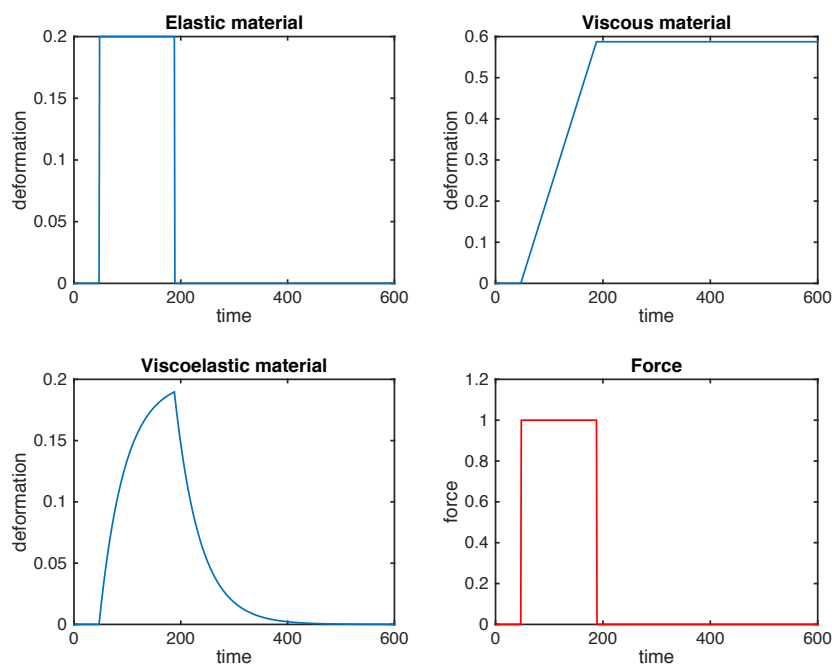 Elastic material
0.2
0.15
0.1
0.05
0
deformation
0 200 400 600
time
Viscous material
0.6
0.5
0.4
0.3
0.2
0.1
0
deformation
0 200 400 600
time
Viscoelastic material
0.2
0.15
0.1
0.05
0
deformation
0 200 400 600
time
Force
1.2
1
0.8
0.6
0.4
0.2
0
force
0 200 400 600
time